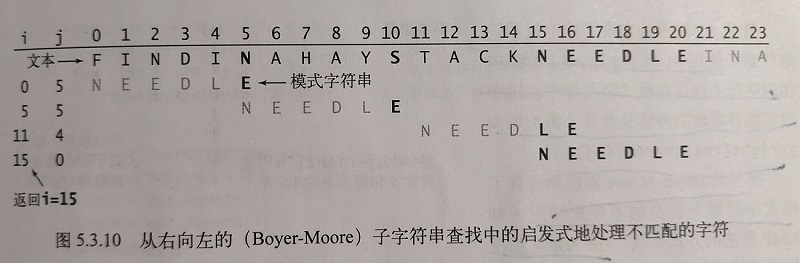 i j 0 1 2 3 4 5 6 7 8 9 10 11 12 13 14 15 16 17 18 19 20 21 22 23
文本→ F I N D I N A H A Y S T A C K N E E D L E I N A
0 5 N E E D L E ←模式字符串
5 5 N E E D L E
11 4 N E E D L E
15 0 N E E D L E
返回i=15
图 5.3.10 从右向左的（Boyer-Moore）子字符串查找中的启发式地处理不匹配的字符